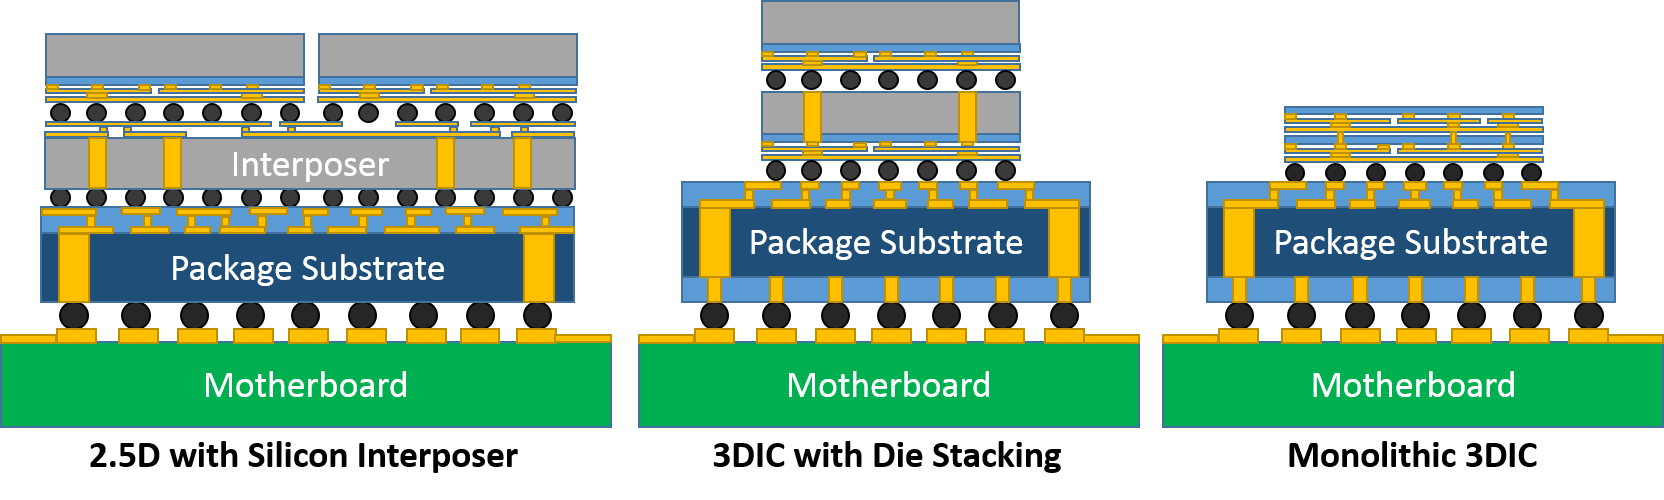 Interposer
Package Substrate
Motherboard
2.5D with Silicon Interposer
Package Substrate
Motherboard
3DIC with Die Stacking
Package Substrate
Motherboard
Monolithic 3DIC